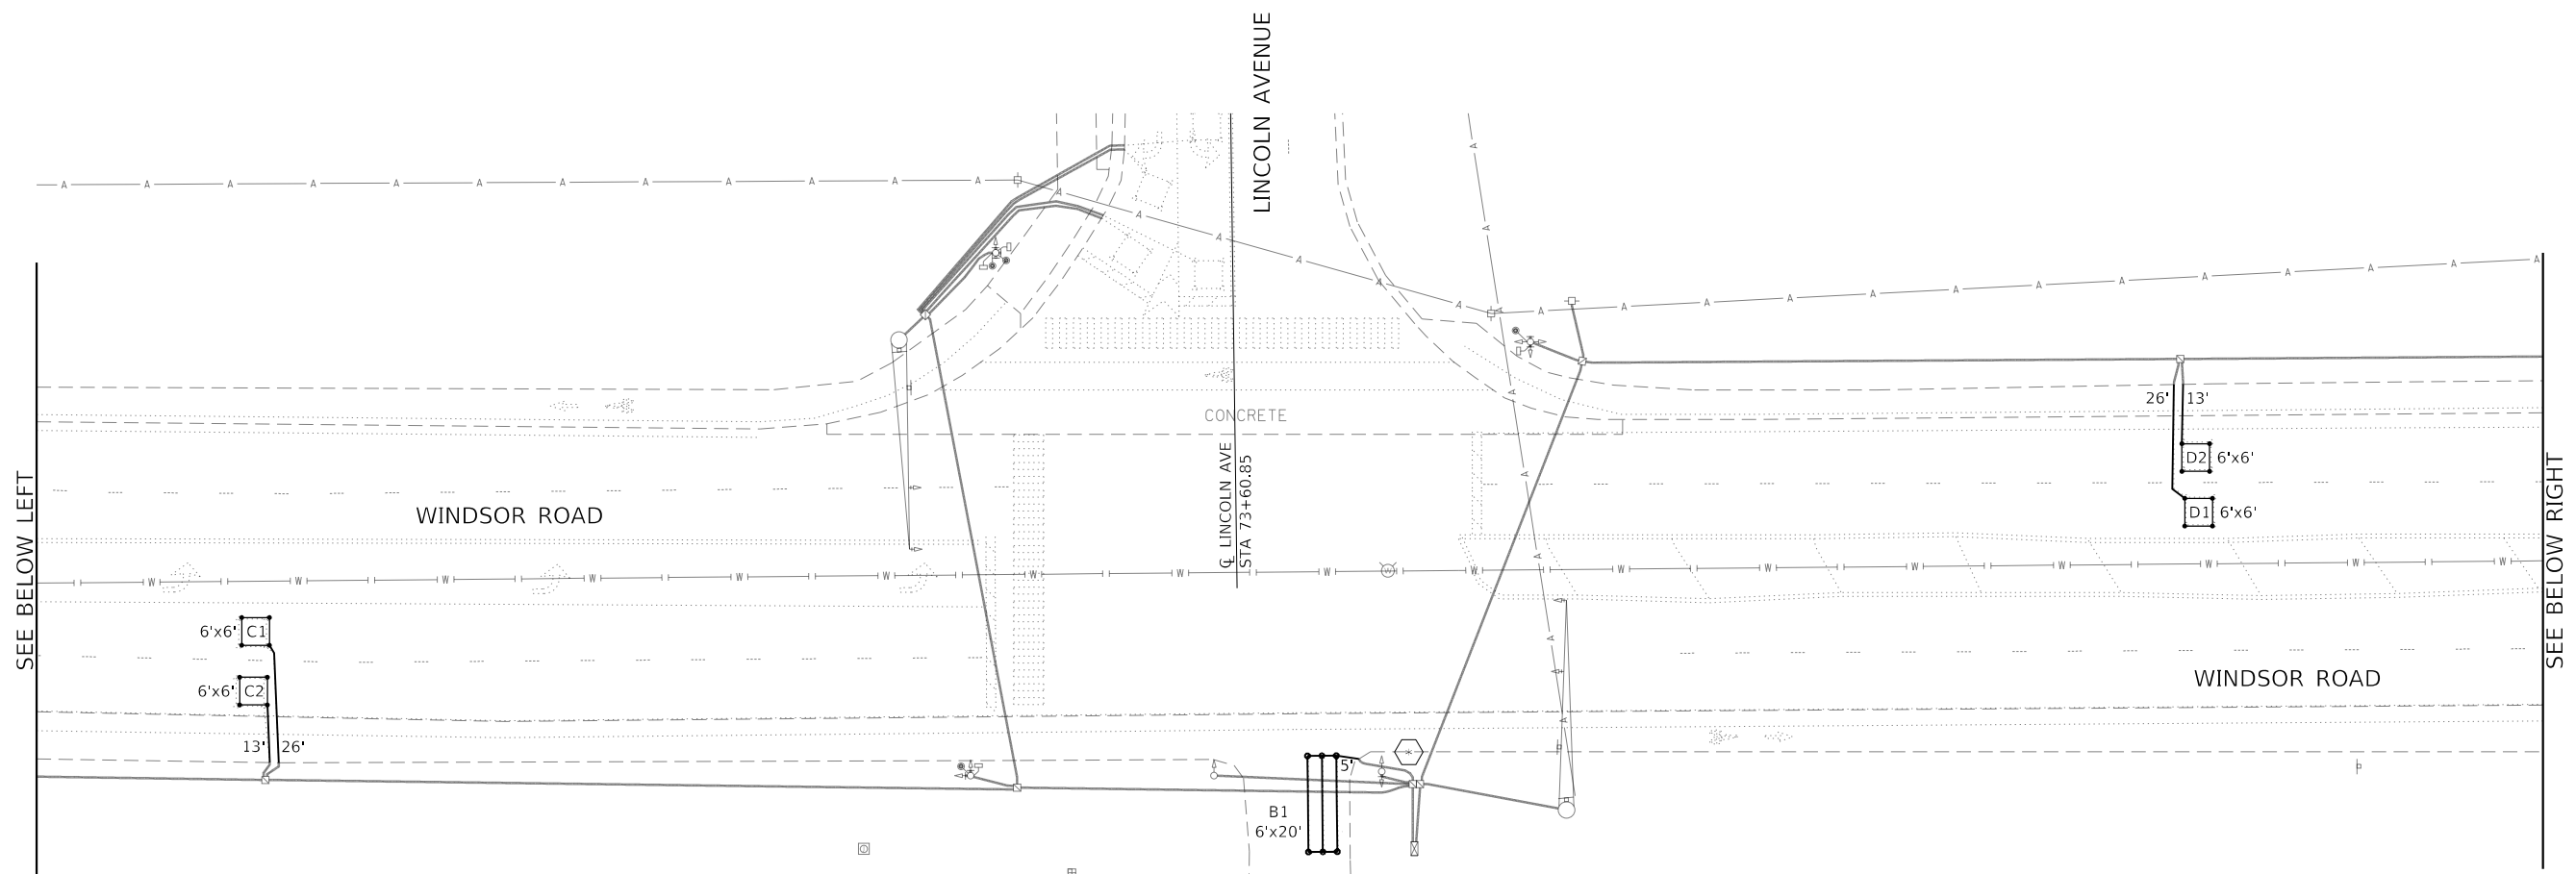 LINCOLN AVENUE
CONCRETE
26' 13'
D2 6'x6'
D1 6'x6'
℄ LINCOLN AVE
STA 73+60.85
WINDSOR ROAD
SEE BELOW LEFT
SEE BELOW RIGHT
6'x6' C1
6'x6' C2
13' 26'
WINDSOR ROAD
5'
B1
6'x20'